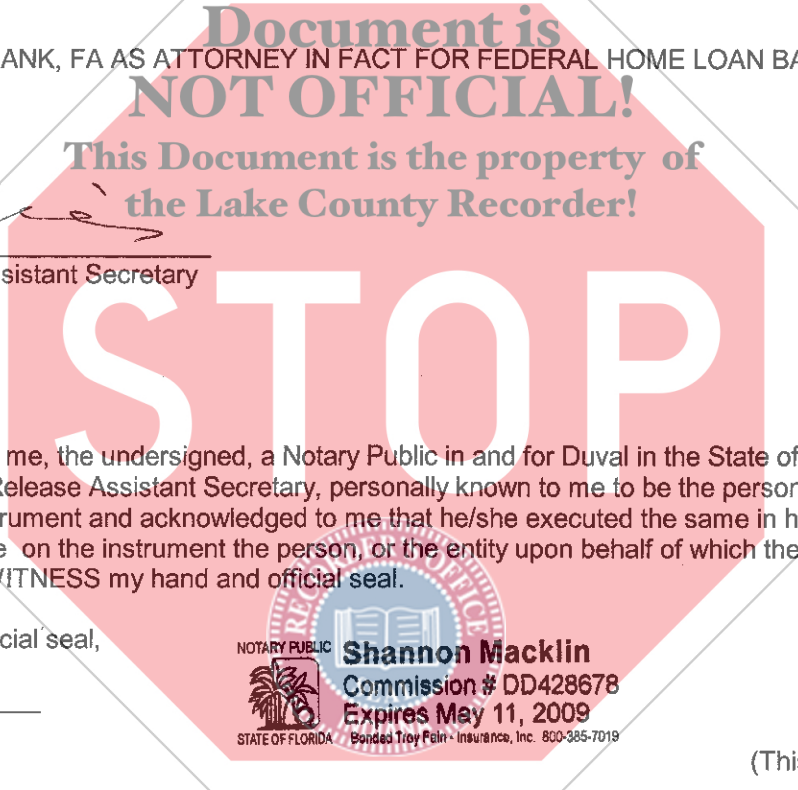 Document is
ANK, FA AS ATTORNEY IN FACT FOR FEDERAL HOME LOAN BA
NOT OFFICIAL!
This Document is the property of
the Lake County Recorder!
sistant Secretary
STOP
me, the undersigned, a Notary Public in and for Duval in the State of
Release Assistant Secretary, personally known to me to be the person
rument and acknowledged to me that he/she executed the same in h
e on the instrument the person, or the entity upon behalf of which the
WITNESS my hand and official seal.
RECORDER'S OFFICE
cial seal,
NOTARY PUBLIC Shannon Macklin
Commission # DD428678
Expires May 11, 2009
STATE OF FLORIDA Bonded Troy Fain - Insurance, Inc. 800-385-7019
(This